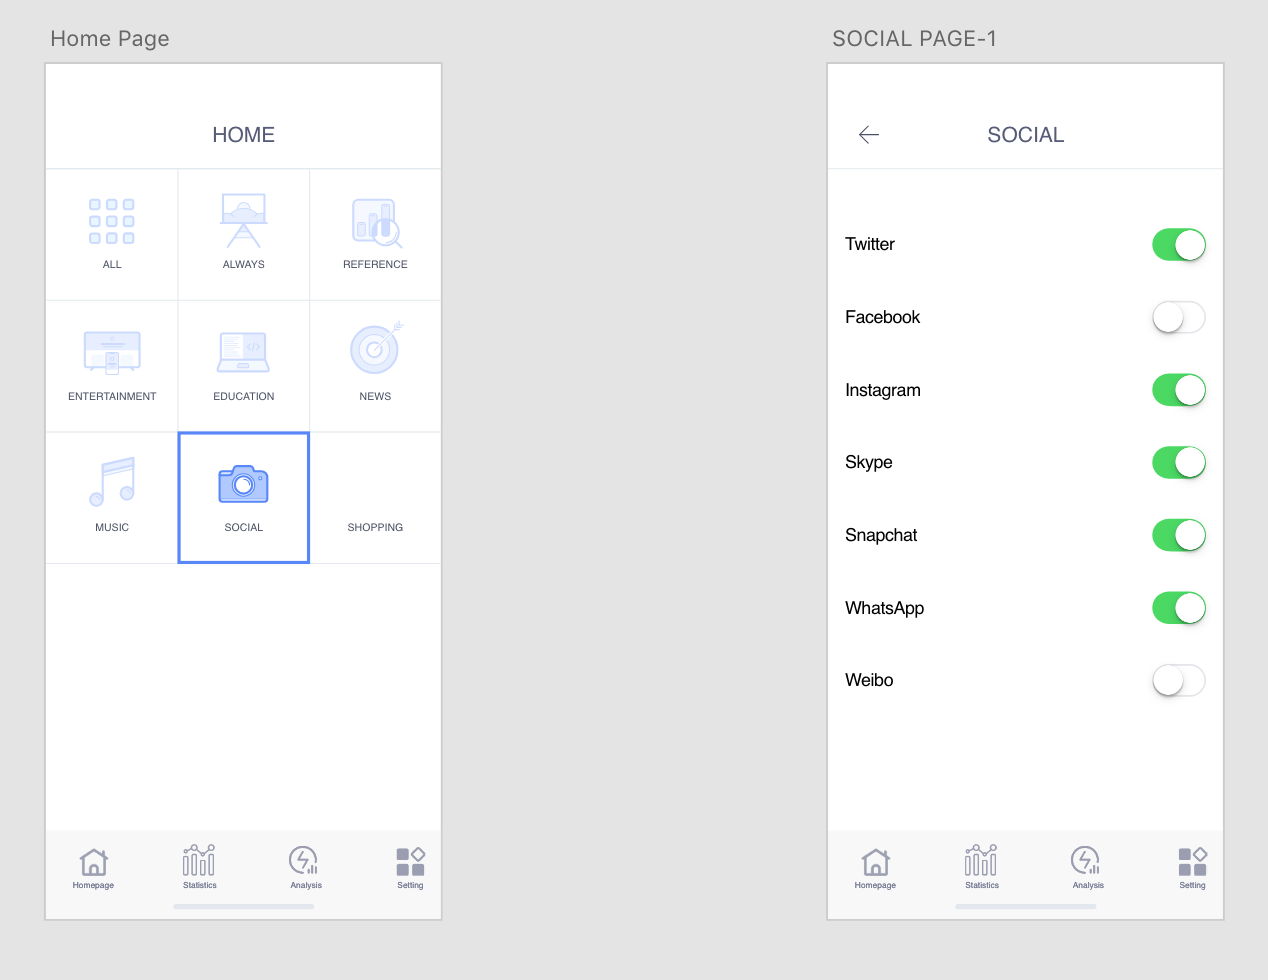 Home Page
HOME
ALL
ALWAYS
REFERENCE
ENTERTAINMENT
EDUCATION
NEWS
MUSIC
SOCIAL
SHOPPING
Homepage
Statistics
Analysis
Setting
SOCIAL PAGE-1
SOCIAL
Twitter
Facebook
Instagram
Skype
Snapchat
WhatsApp
Weibo
Homepage
Statistics
Analysis
Setting